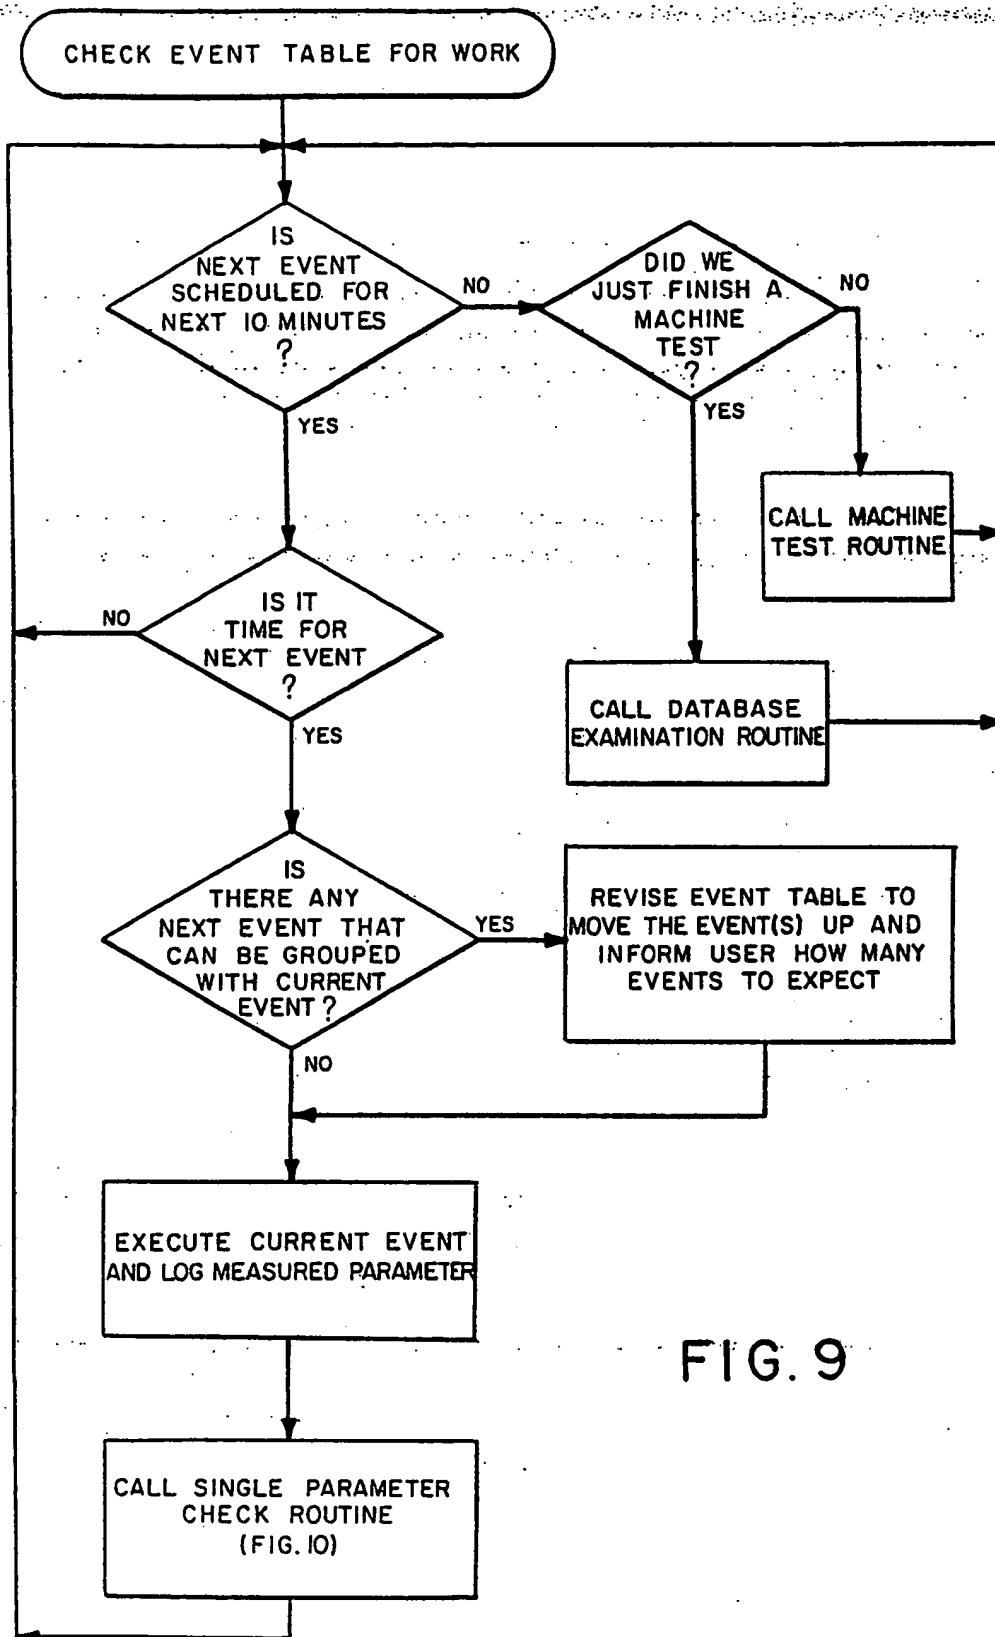 CHECK EVENT TABLE FOR WORK
IS
NEXT EVENT
SCHEDULED FOR
NEXT 10 MINUTES
?
NO
DID WE
JUST FINISH A
MACHINE
TEST
?
NO
YES
YES
CALL MACHINE
TEST ROUTINE
IS IT
TIME FOR
NEXT EVENT
?
NO
YES
CALL DATABASE
EXAMINATION ROUTINE
IS
THERE ANY
NEXT EVENT THAT
CAN BE GROUPED
WITH CURRENT
EVENT?
YES
NO
REVISE EVENT TABLE TO
MOVE THE EVENT(S) UP AND
INFORM USER HOW MANY
EVENTS TO EXPECT
EXECUTE CURRENT EVENT
AND LOG MEASURED PARAMETER
FIG. 9
CALL SINGLE PARAMETER
CHECK ROUTINE
(FIG. 10)